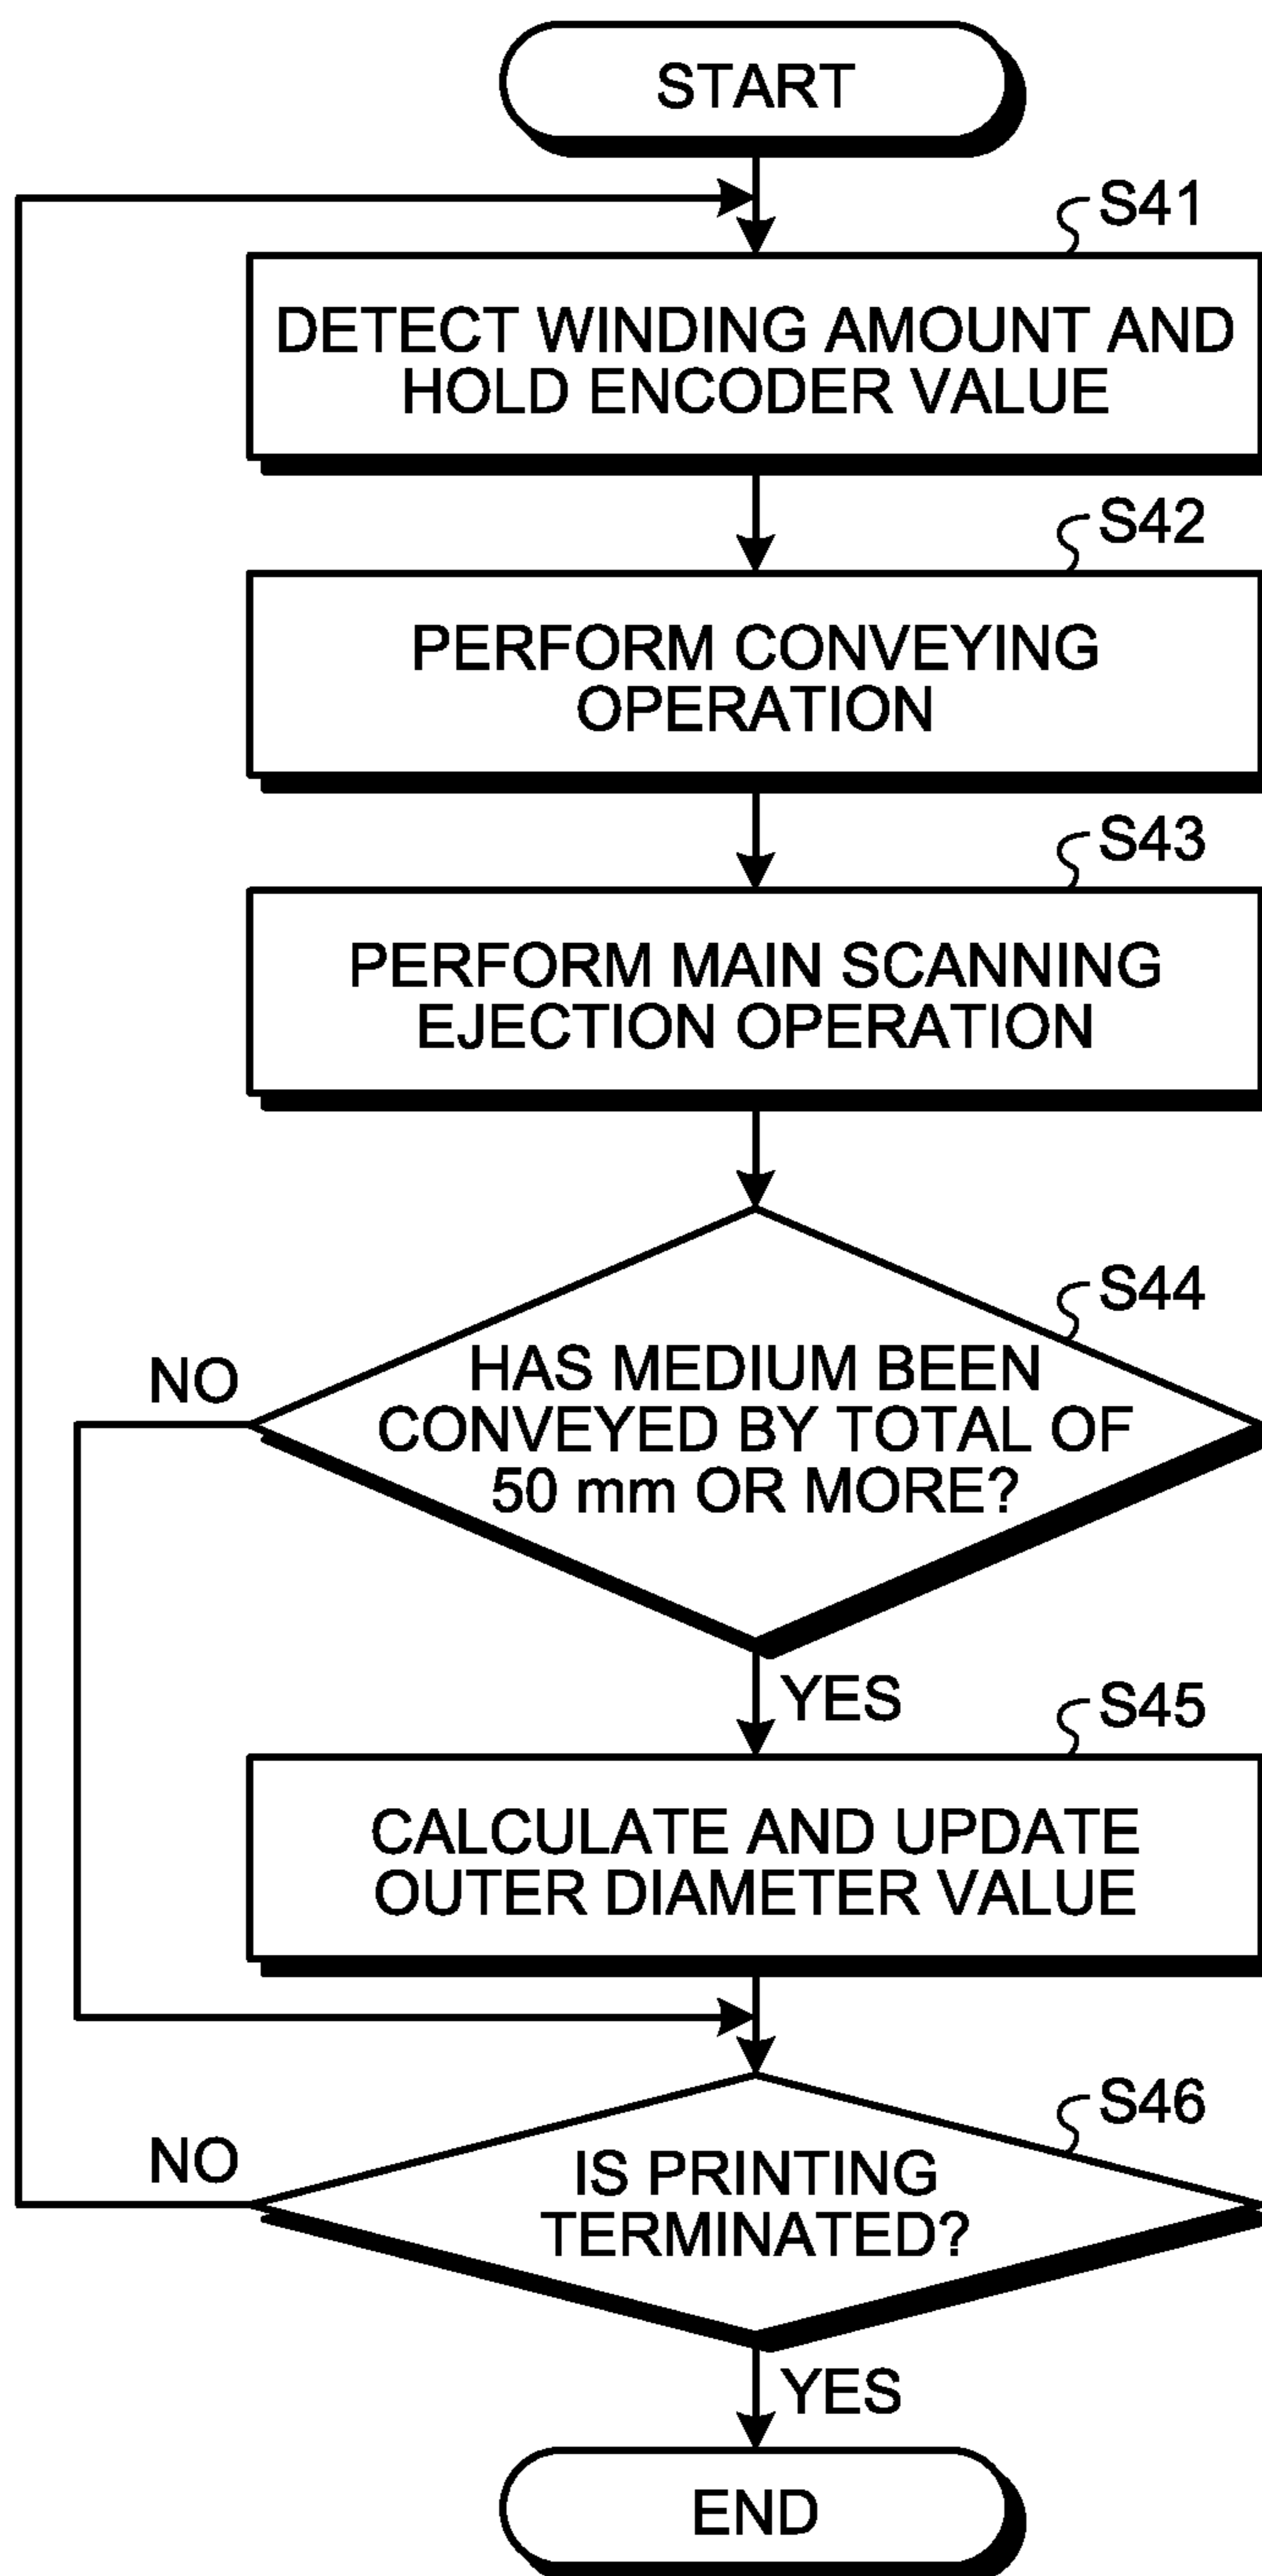 START
S41
DETECT WINDING AMOUNT AND
HOLD ENCODER VALUE
S42
PERFORM CONVEYING
OPERATION
S43
PERFORM MAIN SCANNING
EJECTION OPERATION
S44
NO
HAS MEDIUM BEEN
CONVEYED BY TOTAL OF
50 mm OR MORE?
YES
S45
CALCULATE AND UPDATE
OUTER DIAMETER VALUE
S46
NO
IS PRINTING
TERMINATED?
YES
END